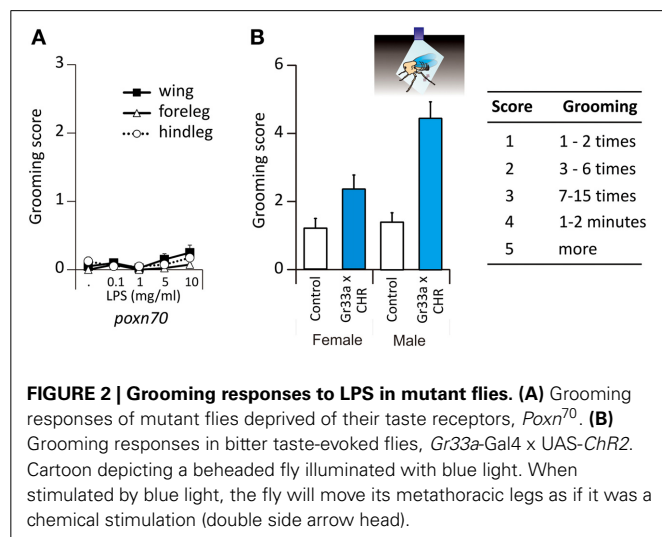 A
3
2
1
0
Grooming score
wing
foreleg
hindleg
. 0.1 1 5 10
LPS (mg/ml)
poxn70
B
6
4
2
0
Grooming score
Control
Gr33a x
CHR
Control
Gr33a x
CHR
Female Male
Score Grooming
1 1 - 2 times
2 3 - 6 times
3 7-15 times
4 1-2 minutes
5 more
FIGURE 2 | Grooming responses to LPS in mutant flies. (A) Grooming
responses of mutant flies deprived of their taste receptors, Poxn70. (B)
Grooming responses in bitter taste-evoked flies, Gr33a-Gal4 x UAS-ChR2.
Cartoon depicting a beheaded fly illuminated with blue light. When
stimulated by blue light, the fly will move its metathoracic legs as if it was a
chemical stimulation (double side arrow head).